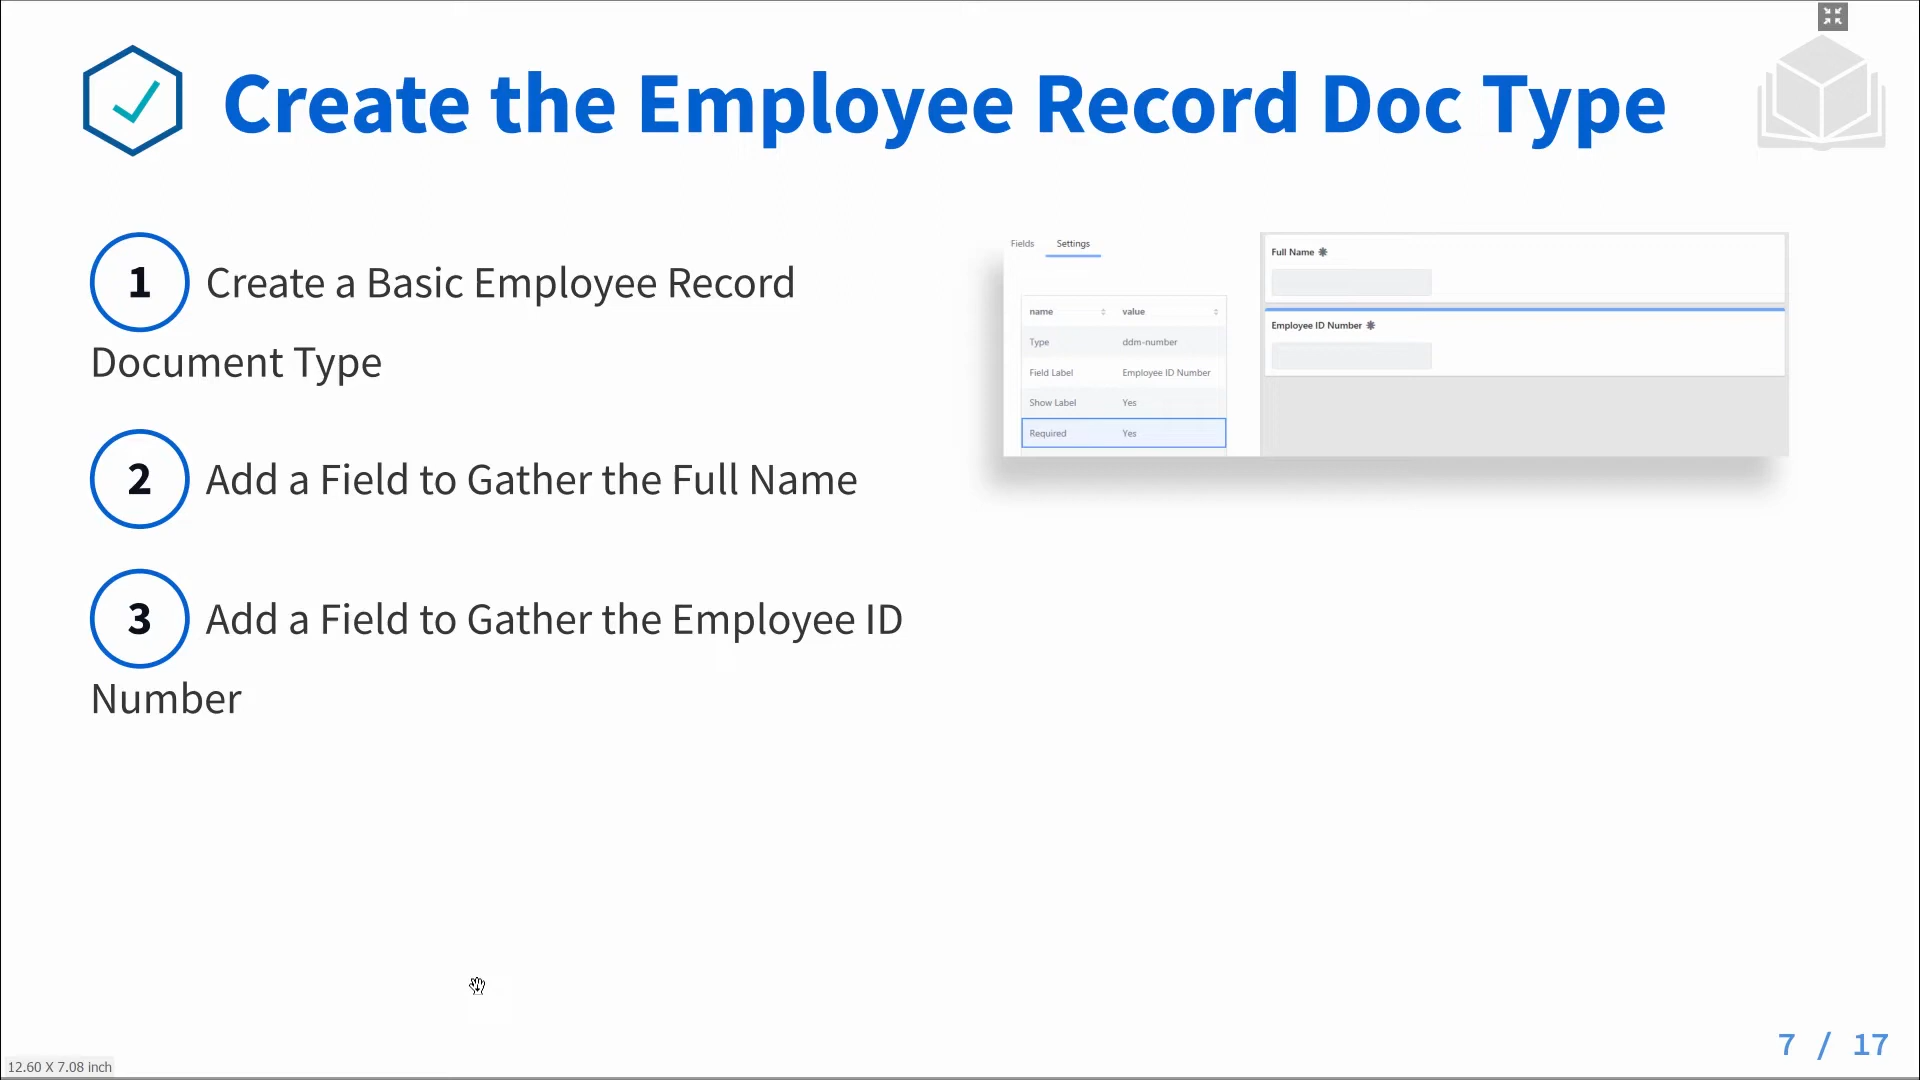 Create the Employee Record Doc Type
1 Create a Basic Employee Record
Document Type
2 Add a Field to Gather the Full Name
3 Add a Field to Gather the Employee ID
Number
Fields Settings
name value
Type ddm-number
Field Label Employee ID Number
Show Label Yes
Required Yes
Full Name
Employee ID Number
7 / 17
12.60 X 7.08 inch